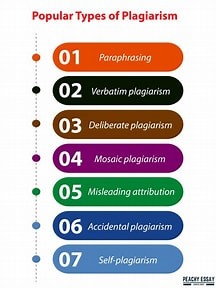 Popular Types of Plagiarism
01 Paraphrasing
02 Verbatim plagiarism
03 Deliberate plagiarism
04 Mosaic plagiarism
05 Misleading attribution
06 Accidental plagiarism
07 Self-plagiarism
PEACHY ESSAY